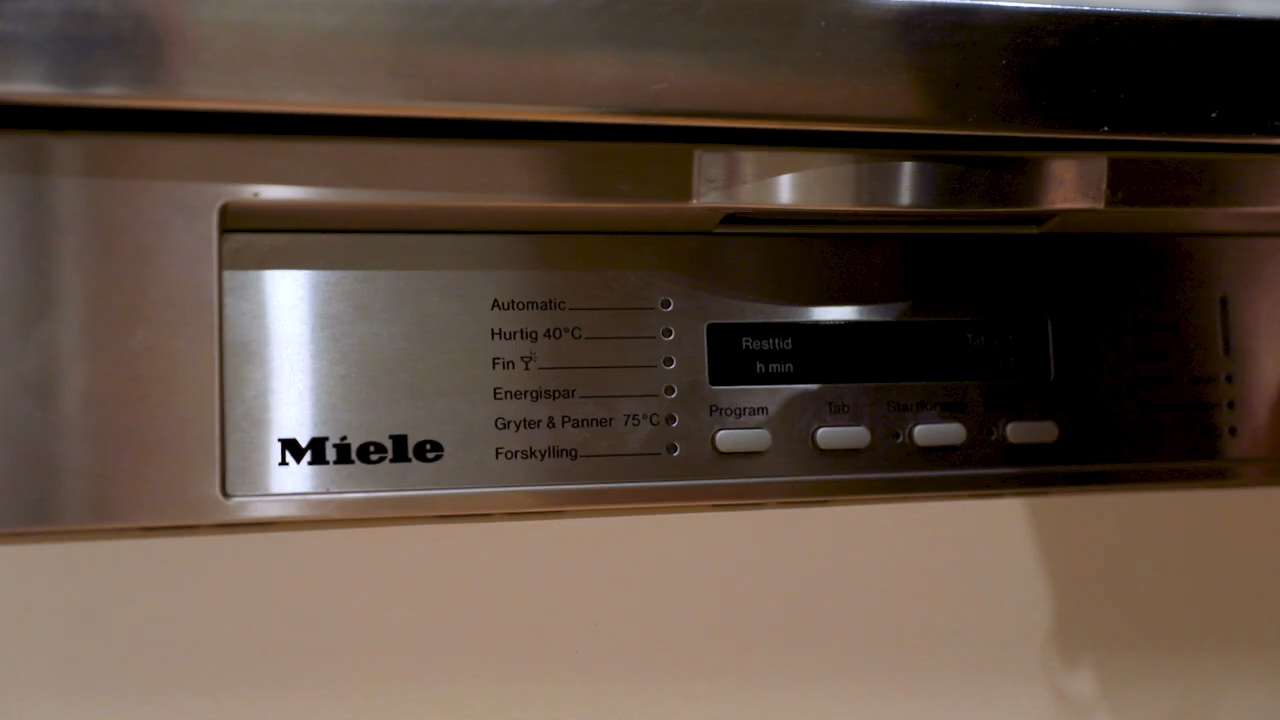 Automatic
Hurtig 40°C
Fin
Energispar
Gryter & Panner 75°C
Forskylling
Miele
Resttid
h min
Program
Tab